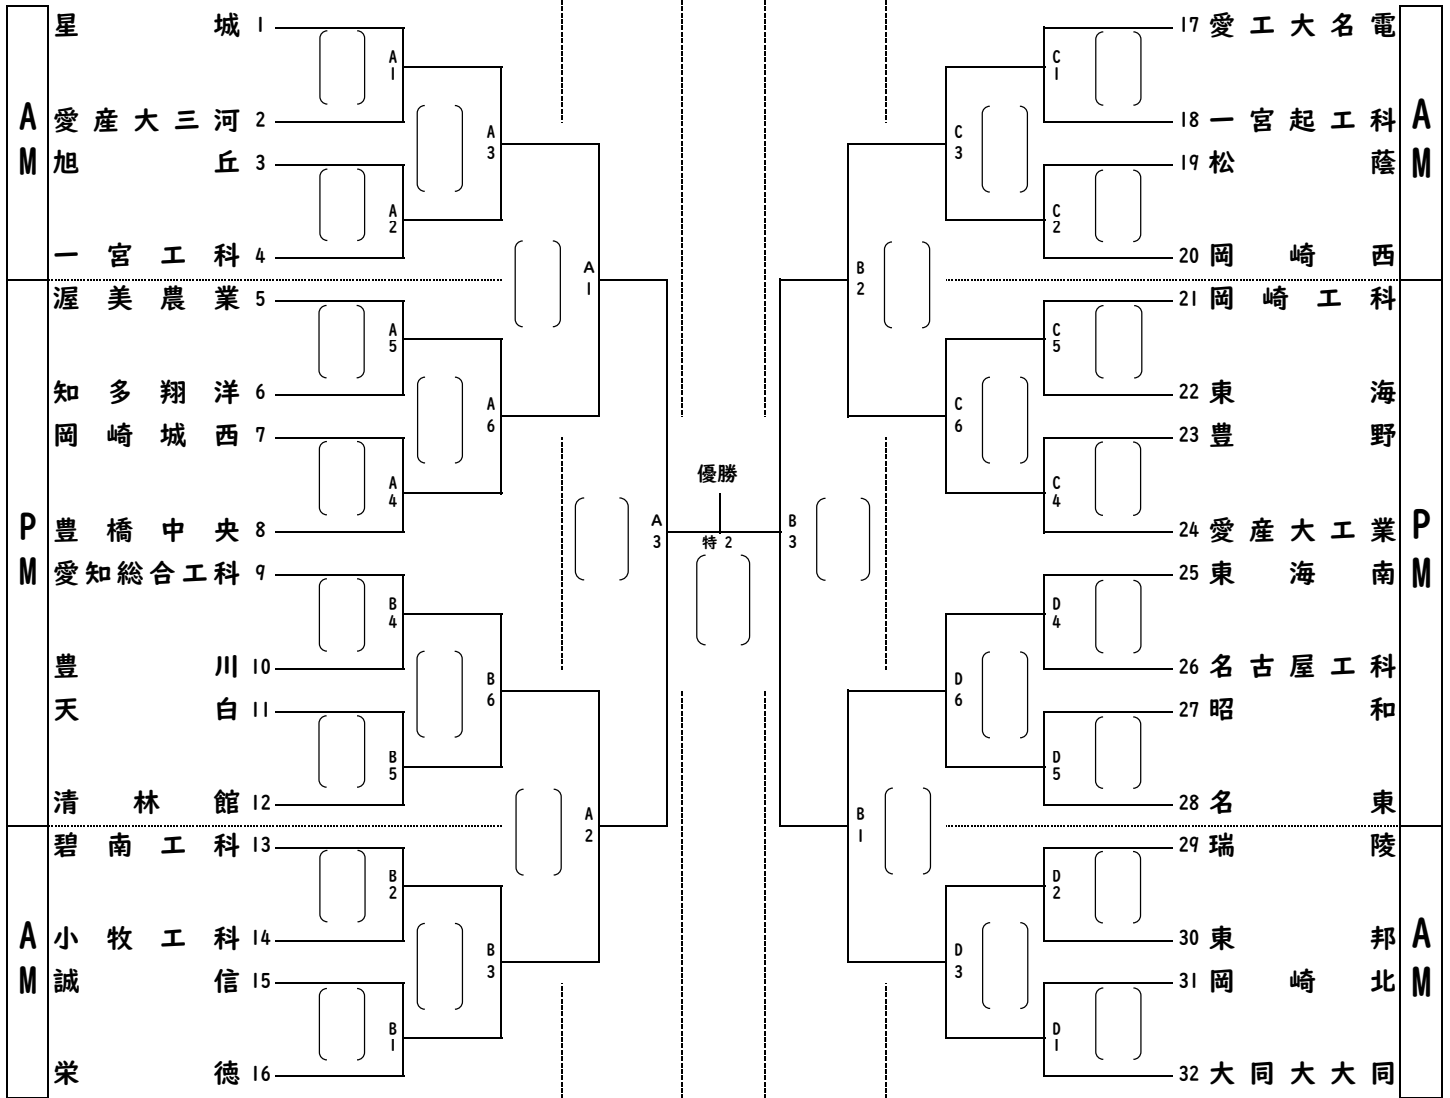 AM
星城 1
愛産大三河 2
旭丘 3
一宮工科 4
PM
渥美農業 5
知多翔洋 6
岡崎城西 7
豊橋中央 8
愛知総合工科 9
豊川 10
天白 11
清林館 12
AM
碧南工科 13
小牧工科 14
誠信 15
栄徳 16
A1
A2
A5
A4
B4
B5
B2
B1
A3
A6
B6
B3
A1
A2
A3
優勝
特 2
B3
B2
B1
C3
C6
D6
D3
C1
C2
C5
C4
D4
D5
D2
D1
17 愛工大名電
18 一宮起工科
19 松蔭
20 岡崎西
AM
21 岡崎工科
22 東海
23 豊野
24 愛産大工業
25 東海南
26 名古屋工科
27 昭和
28 名東
PM
29 瑞陵
30 東邦
31 岡崎北
32 大同大大同
AM